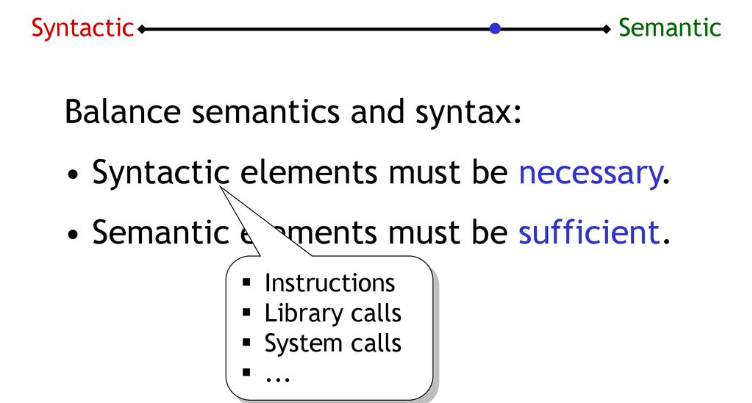 Syntactic Semantic
Balance semantics and syntax:
• Syntactic elements must be necessary.
• Semantic elements must be sufficient.
▪ Instructions
▪ Library calls
▪ System calls
▪ ...